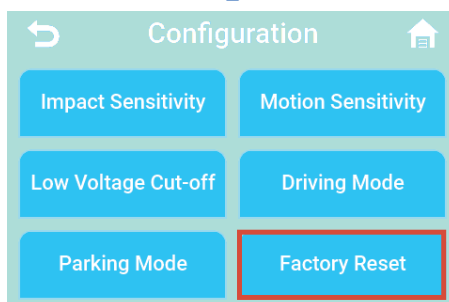 Configuration
Impact Sensitivity
Motion Sensitivity
Low Voltage Cut-off
Driving Mode
Parking Mode
Factory Reset